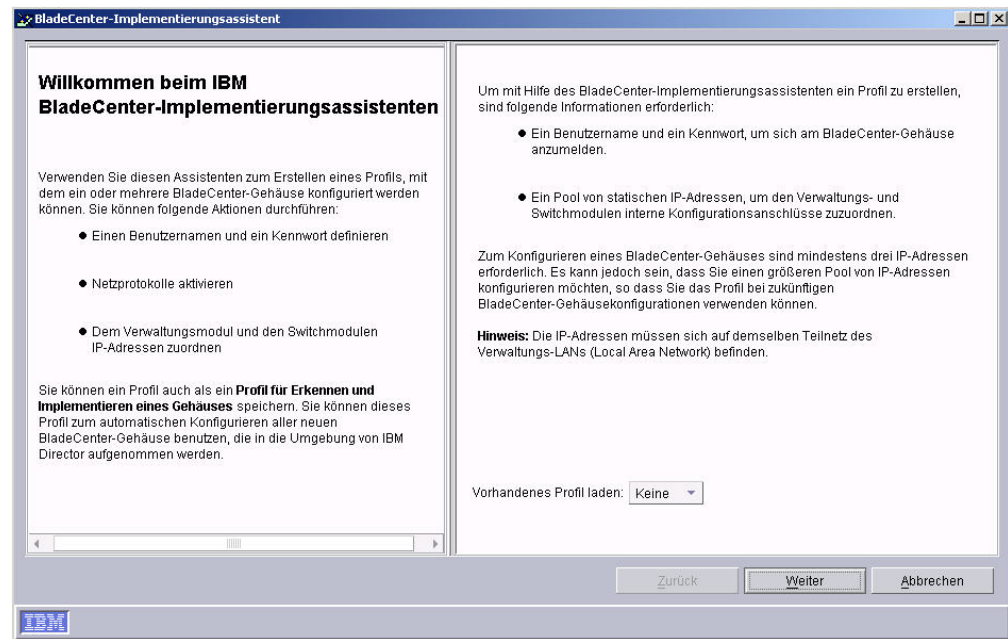 BladeCenter-Implementierungsassistent
Willkommen beim IBM
BladeCenter-Implementierungsassistenten
Verwenden Sie diesen Assistenten zum Erstellen eines Profils, mit
dem ein oder mehrere BladeCenter-Gehäuse konfiguriert werden
können. Sie können folgende Aktionen durchführen:
● Einen Benutzernamen und ein Kennwort definieren
● Netzprotokolle aktivieren
● Dem Verwaltungsmodul und den Switchmodulen
IP-Adressen zuordnen
Sie können ein Profil auch als ein Profil für Erkennen und
Implementieren eines Gehäuses speichern. Sie können dieses
Profil zum automatischen Konfigurieren aller neuen
BladeCenter-Gehäuse benutzen, die in die Umgebung von IBM
Director aufgenommen werden.
Um mit Hilfe des BladeCenter-Implementierungsassistenten ein Profil zu erstellen,
sind folgende Informationen erforderlich:
● Ein Benutzername und ein Kennwort, um sich am BladeCenter-Gehäuse
anzumelden.
● Ein Pool von statischen IP-Adressen, um den Verwaltungs- und
Switchmodulen interne Konfigurationsanschlüsse zuzuordnen.
Zum Konfigurieren eines BladeCenter-Gehäuses sind mindestens drei IP-Adressen
erforderlich. Es kann jedoch sein, dass Sie einen größeren Pool von IP-Adressen
konfigurieren möchten, so dass Sie das Profil bei zukünftigen
BladeCenter-Gehäusekonfigurationen verwenden können.
Hinweis: Die IP-Adressen müssen sich auf demselben Teilnetz des
Verwaltungs-LANs (Local Area Network) befinden.
Vorhandenes Profil laden: Keine
Zurück Weiter Abbrechen
IBM